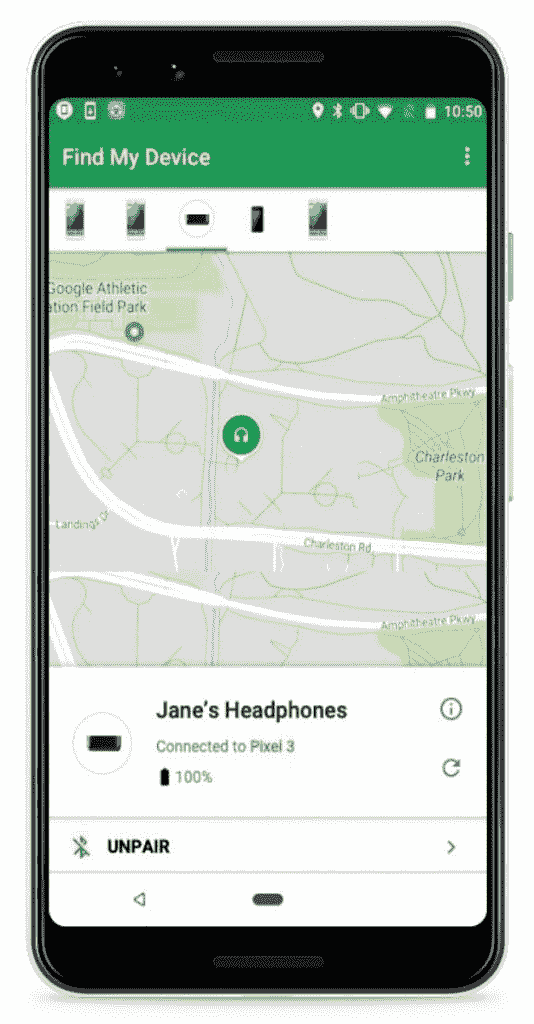 10:50
Find My Device
Google Athletic
ation Field Park
Amphitheatre Pkwy
Charleston
Park
Landings Dr
Charleston Rd
Amphitheatre Pkwy
Jane's Headphones
Connected to Pixel 3
100%
UNPAIR